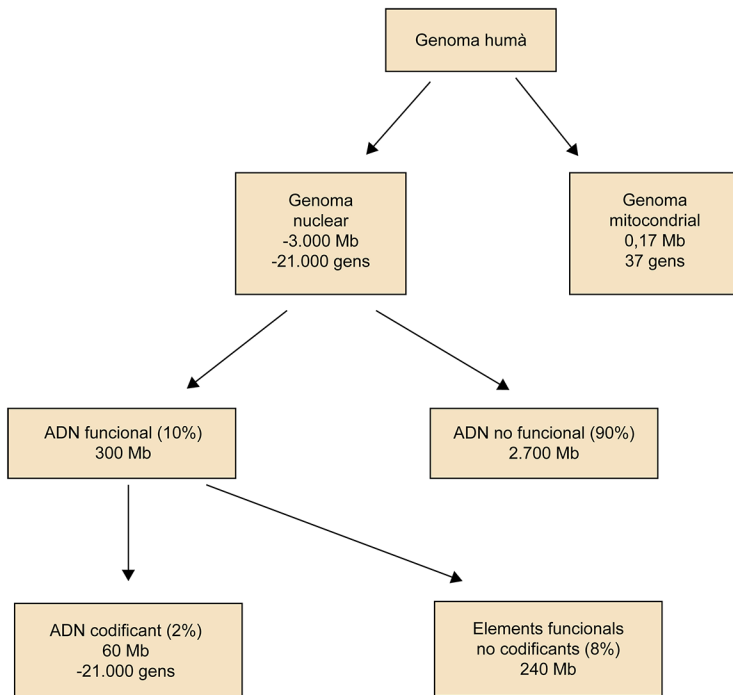 Genoma humà
Genoma
nuclear
-3.000 Mb
-21.000 gens
Genoma
mitocondrial
0,17 Mb
37 gens
ADN funcional (10%)
300 Mb
ADN no funcional (90%)
2.700 Mb
ADN codificant (2%)
60 Mb
-21.000 gens
Elements funcionals
no codificants (8%)
240 Mb